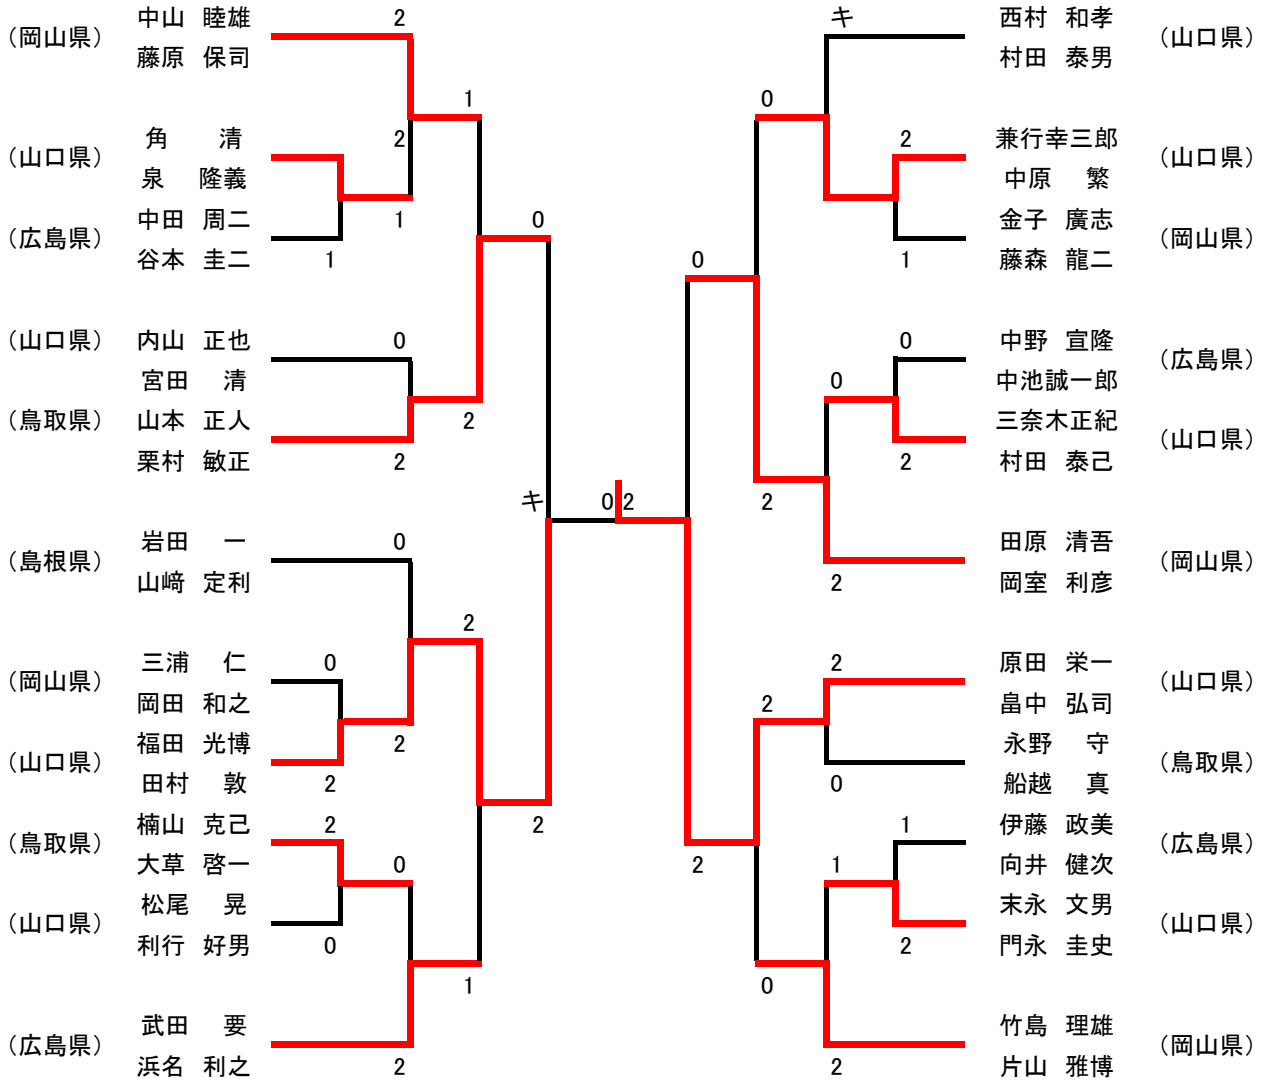 中山 睦雄 2
（岡山県）
藤原 保司
1
角 清 2
（山口県）
泉 隆義
中田 周二 1
（広島県）
谷本 圭二 1
0
（山口県） 内山 正也 0
宮田 清
（鳥取県） 山本 正人 2
栗村 敏正 2
キ
岩田 一 0
（島根県）
山﨑 定利
2
三浦 仁 0
（岡山県）
岡田 和之
福田 光博 2
（山口県）
田村 敦 2
2
楠山 克己 2
（鳥取県）
大草 啓一 0
松尾 晃
（山口県）
利行 好男 0
1
武田 要
（広島県）
浜名 利之 2
0 2
キ 西村 和孝
（山口県）
村田 泰男
0
2 兼行幸三郎
（山口県）
中原 繁
金子 廣志
（岡山県）
1 藤森 龍二
0
0 中野 宣隆
（広島県）
0 中池誠一郎
三奈木正紀
（山口県）
2 村田 泰己
2
田原 清吾
（岡山県）
2 岡室 利彦
2 原田 栄一
（山口県）
2 畠中 弘司
永野 守
（鳥取県）
0 船越 真
1 伊藤 政美
（広島県）
2 1 向井 健次
末永 文男
（山口県）
2 門永 圭史
0
竹島 理雄
（岡山県）
2 片山 雅博